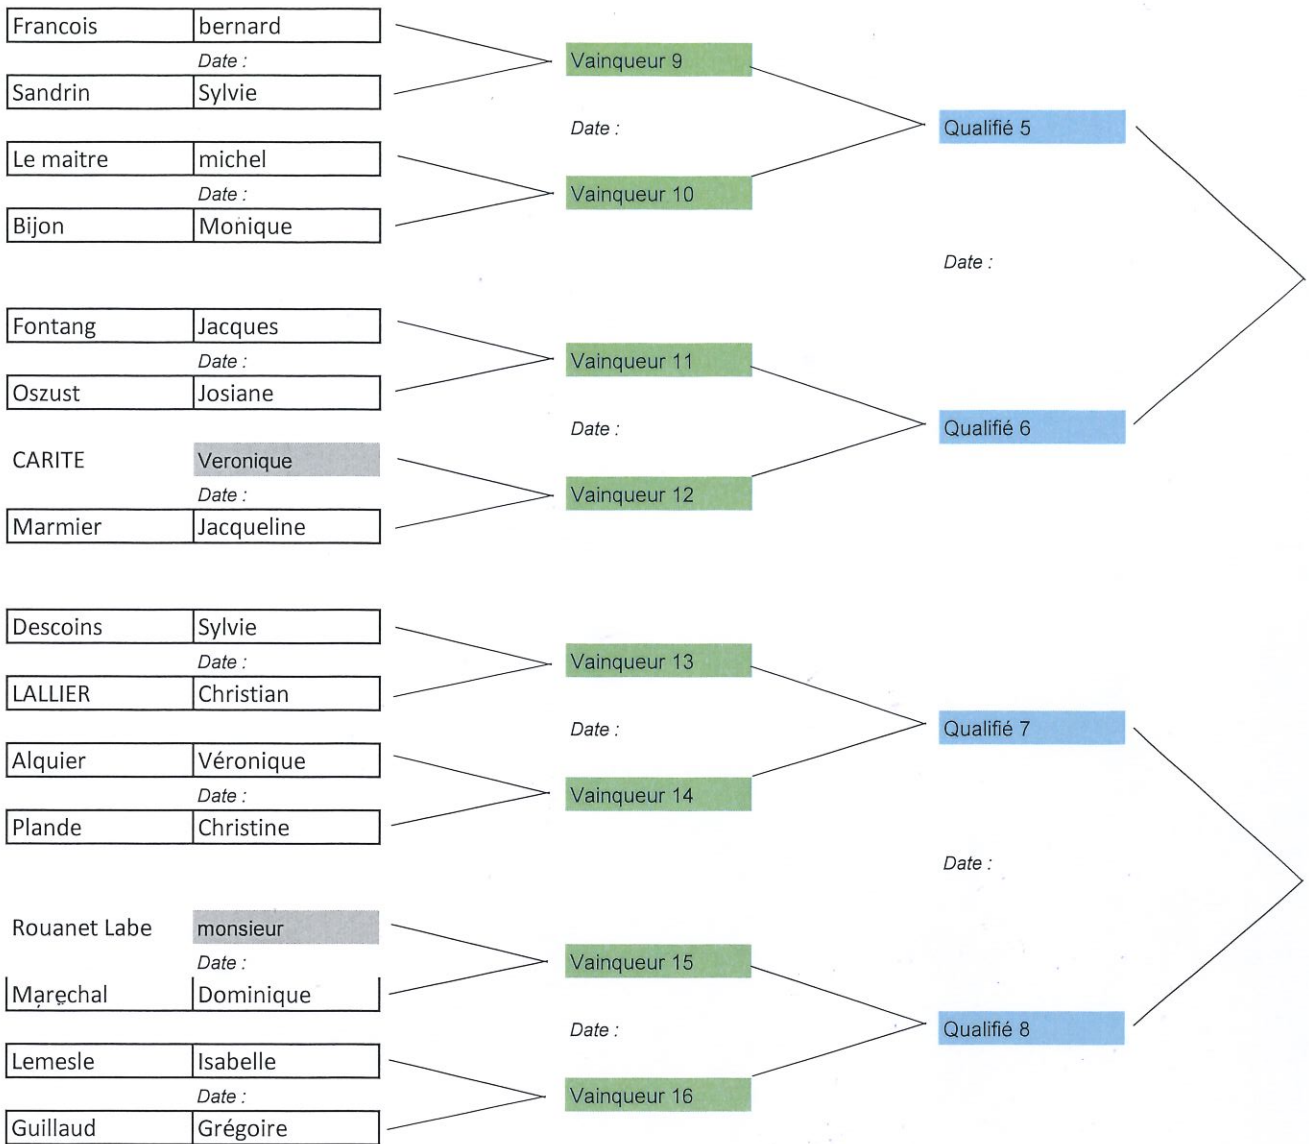 Francois bernard
Date :
Vainqueur 9
Sandrin Sylvie
Date :
Qualifié 5
Le maitre michel
Date :
Vainqueur 10
Bijon Monique
Date :
Fontang Jacques
Date :
Vainqueur 11
Oszust Josiane
Date :
Qualifié 6
CARITE Veronique
Date :
Vainqueur 12
Marmier Jacqueline
Descoins Sylvie
Date :
Vainqueur 13
LALLIER Christian
Date :
Qualifié 7
Alquier Véronique
Date :
Vainqueur 14
Plande Christine
Date :
Rouanet Labe monsieur
Date :
Vainqueur 15
Marechal Dominique
Date :
Qualifié 8
Lemesle Isabelle
Date :
Vainqueur 16
Guillaud Grégoire